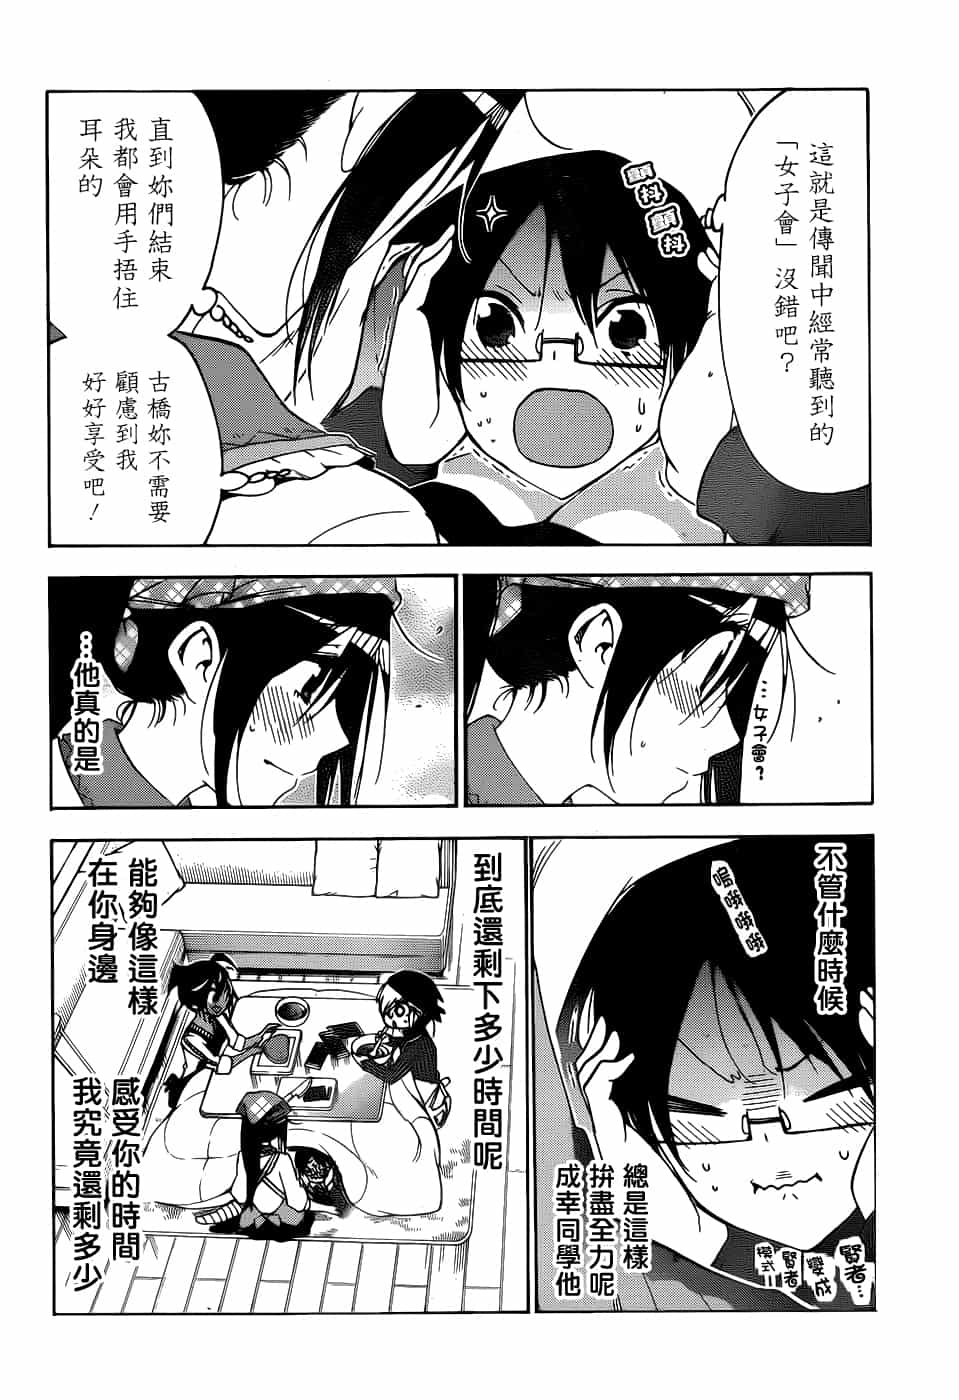 這就是傳聞中經常聽到的
「女子會」沒錯吧？
顫抖顫抖
直到妳們結束
我都會用手捂住
耳朵的
古橋妳不需要
顧慮到我
好好享受吧！
…女子會？
…他真的是
不管什麼時候
嗚哦哦哦
總是這樣
拚盡全力呢
成幸同學他
賢者…
變成
賢者
模式
到底還剩下多少時間呢
能夠像這樣
在你身邊
感受你的時間
我究竟還剩多少